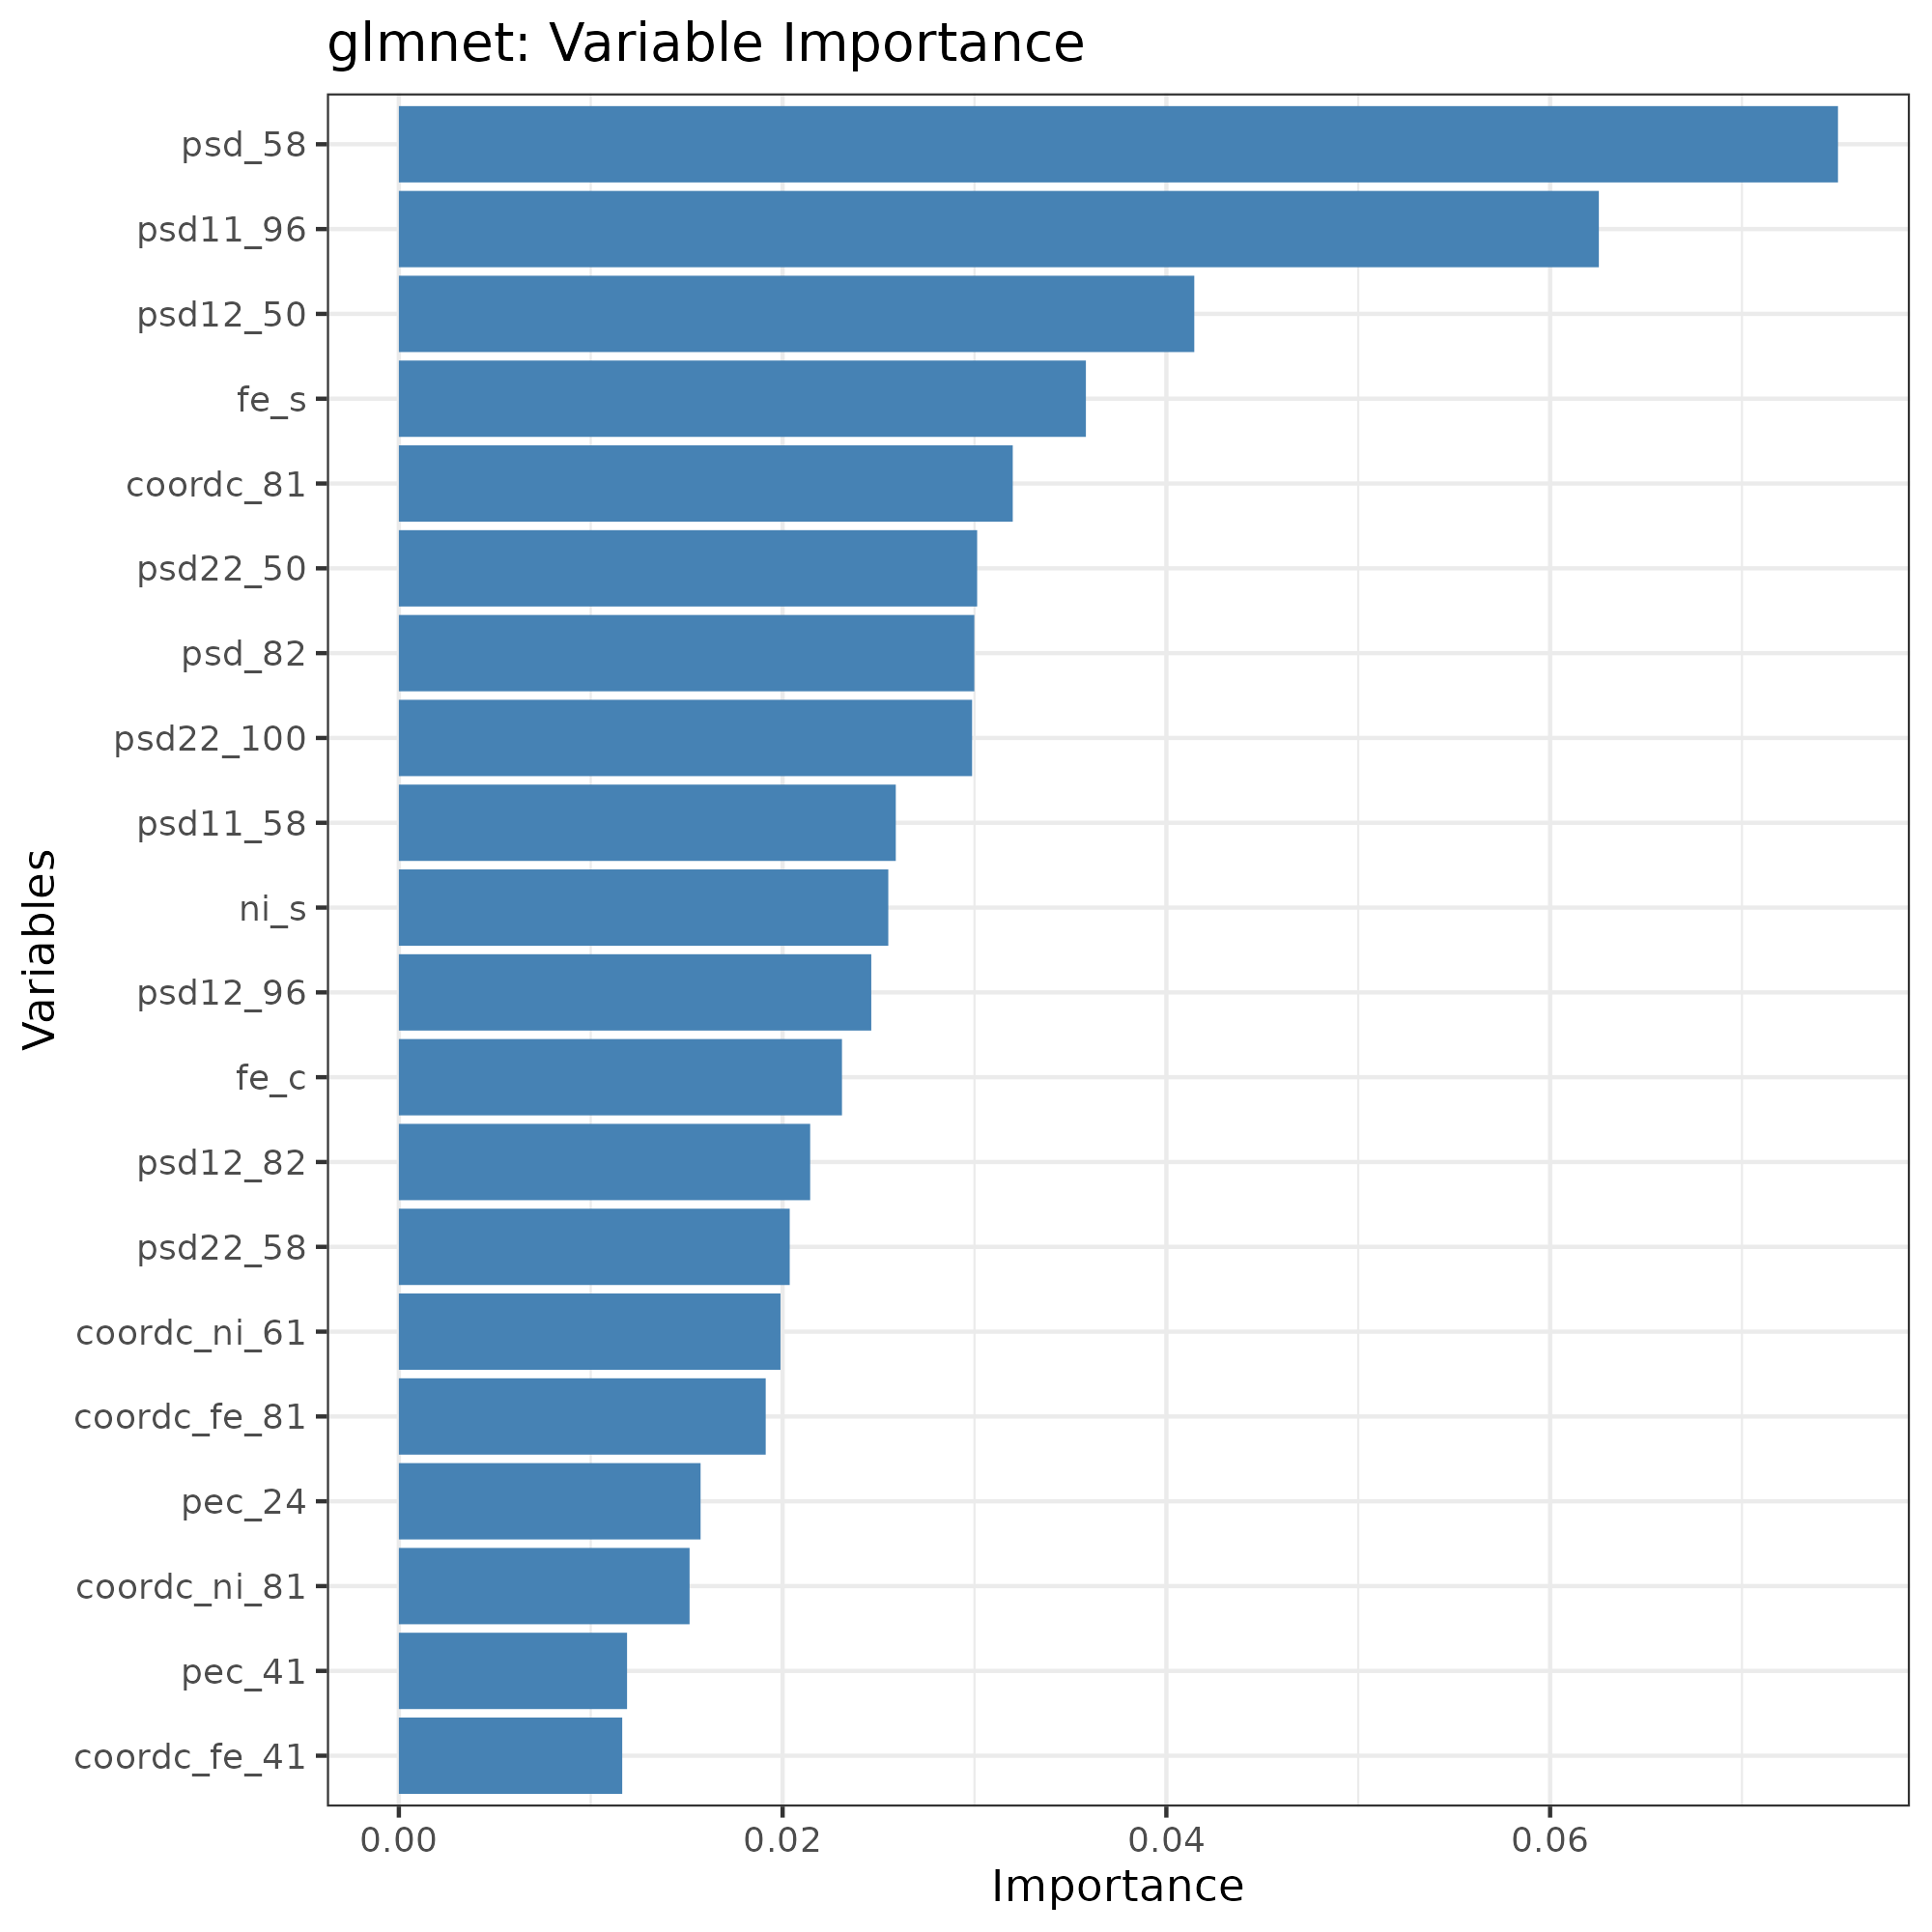 glmnet: Variable Importance
psd_58
psd11_96
psd12_50
fe_s
coordc_81
psd22_50
psd_82
psd22_100
psd11_58
ni_s
psd12_96
fe_c
psd12_82
psd22_58
coordc_ni_61
coordc_fe_81
pec_24
coordc_ni_81
pec_41
coordc_fe_41
Variables
0.00 0.02 0.04 0.06
Importance